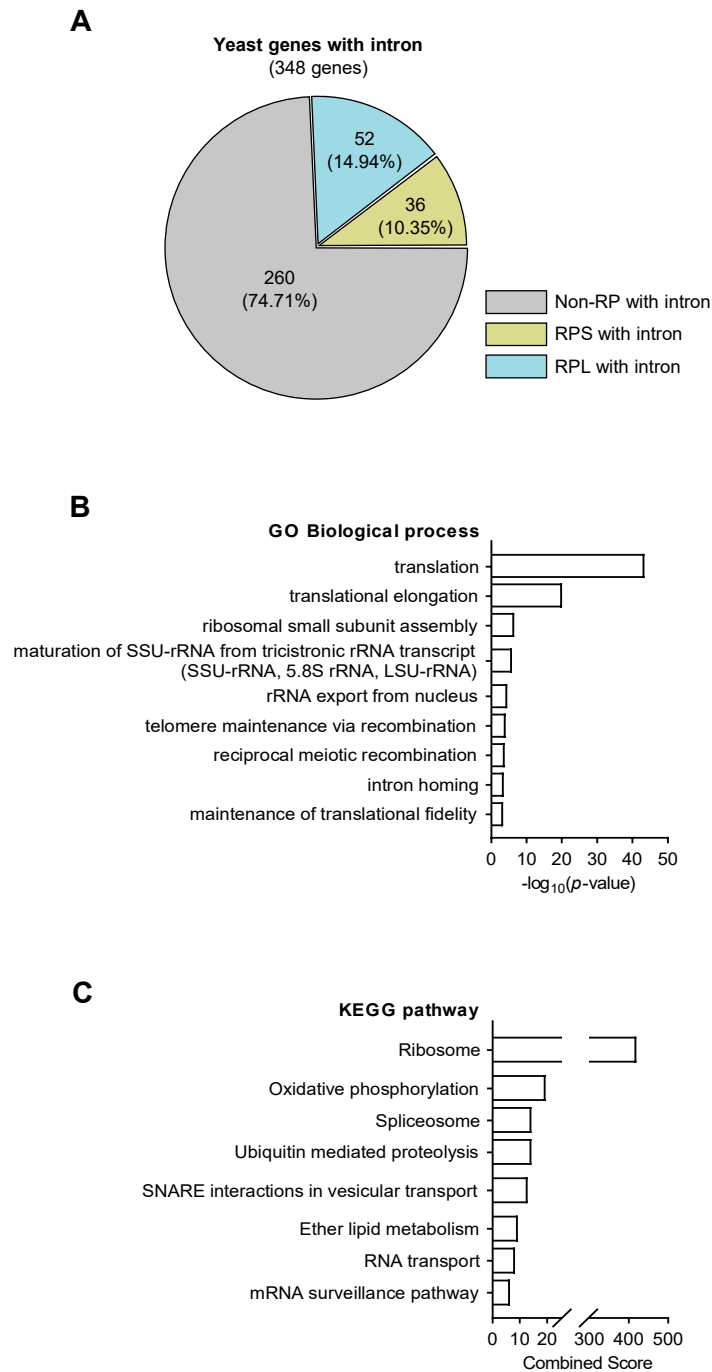 A
Yeast genes with intron
(348 genes)
52
(14.94%)
36
(10.35%)
260
(74.71%)
Non-RP with intron
RPS with intron
RPL with intron
B
GO Biological process
translation
translational elongation
ribosomal small subunit assembly
maturation of SSU-rRNA from tricistronic rRNA transcript
(SSU-rRNA, 5.8S rRNA, LSU-rRNA)
rRNA export from nucleus
telomere maintenance via recombination
reciprocal meiotic recombination
intron homing
maintenance of translational fidelity
0 10 20 30 40 50
-log₁₀(p-value)
C
KEGG pathway
Ribosome
Oxidative phosphorylation
Spliceosome
Ubiquitin mediated proteolysis
SNARE interactions in vesicular transport
Ether lipid metabolism
RNA transport
mRNA surveillance pathway
0 10 20 300 400 500
Combined Score